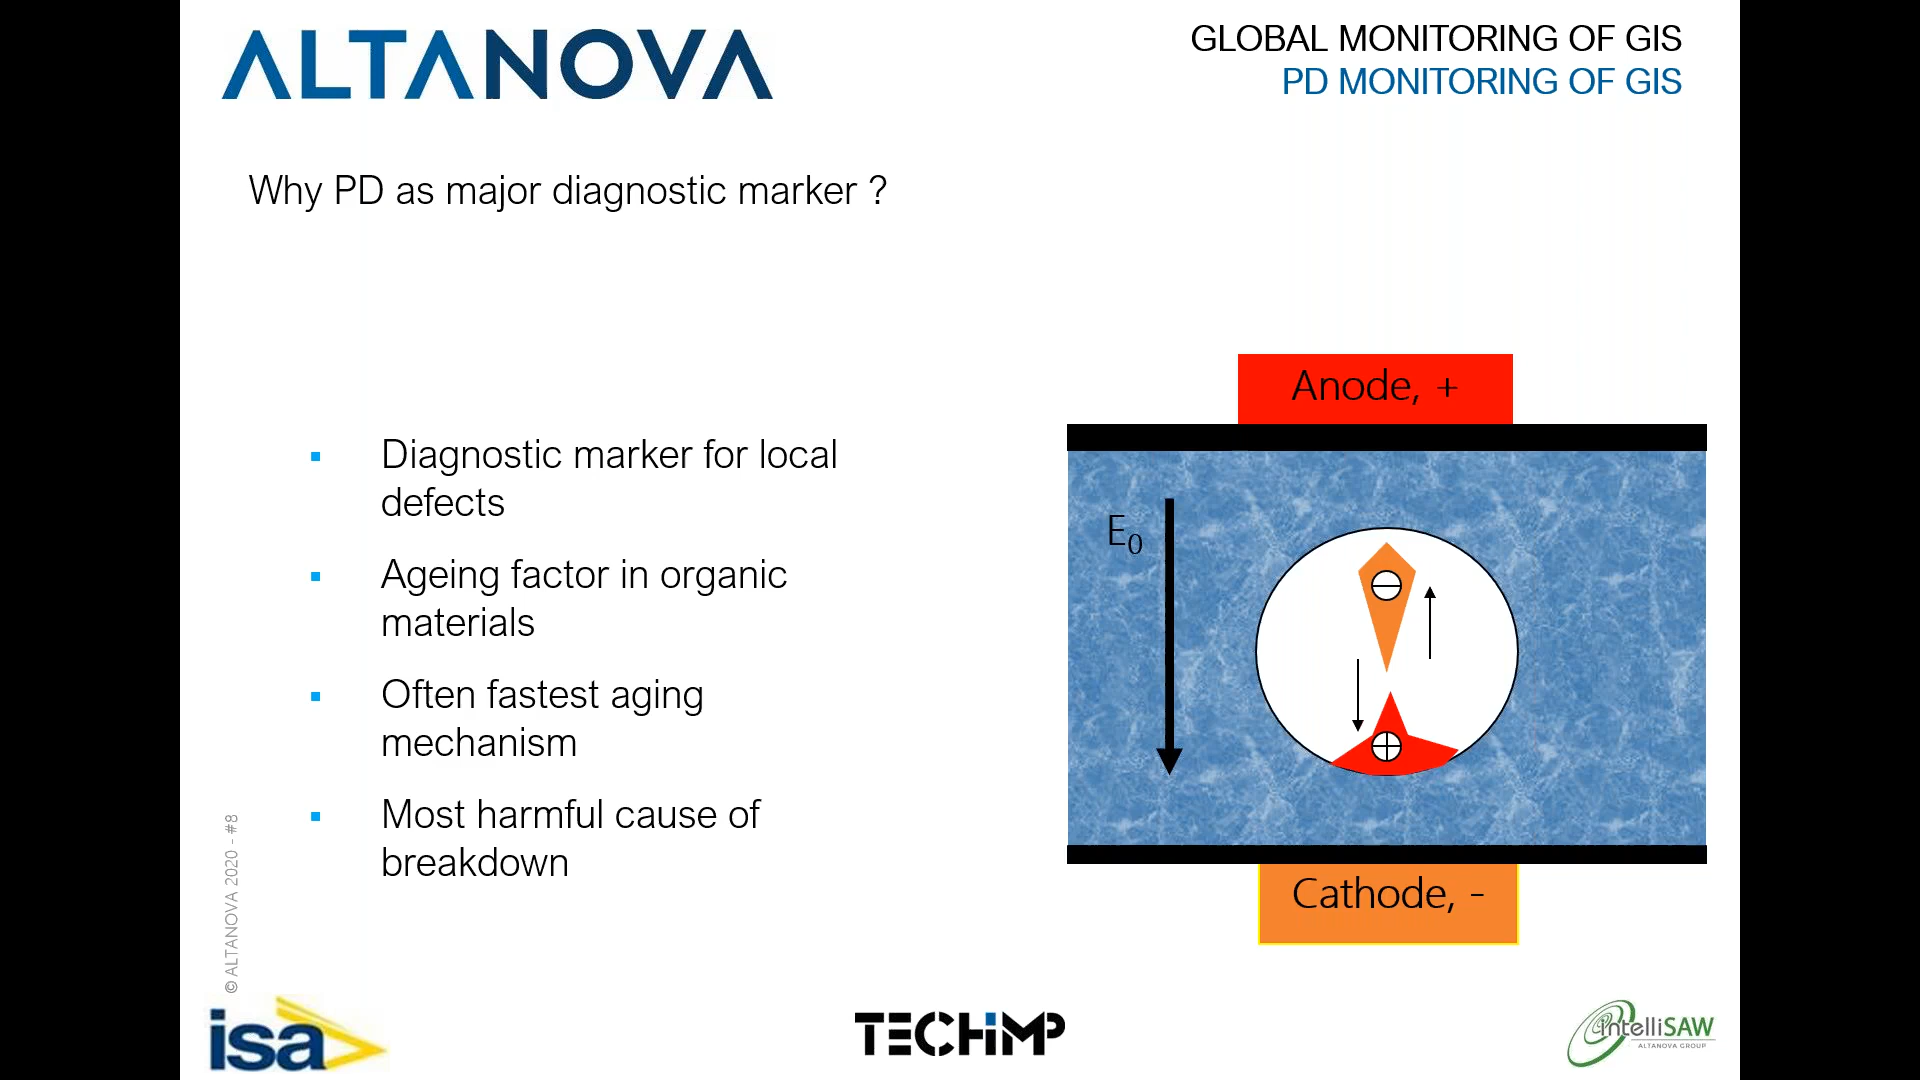 ALTANOVA
GLOBAL MONITORING OF GIS
PD MONITORING OF GIS
Why PD as major diagnostic marker ?
Diagnostic marker for local
defects
Ageing factor in organic
materials
Often fastest aging
mechanism
Most harmful cause of
breakdown
Anode, +
E0
Cathode, -
© ALTANOVA 2020 - #8
isa
TECHIMP
intelliSAW
ALTANOVA GROUP